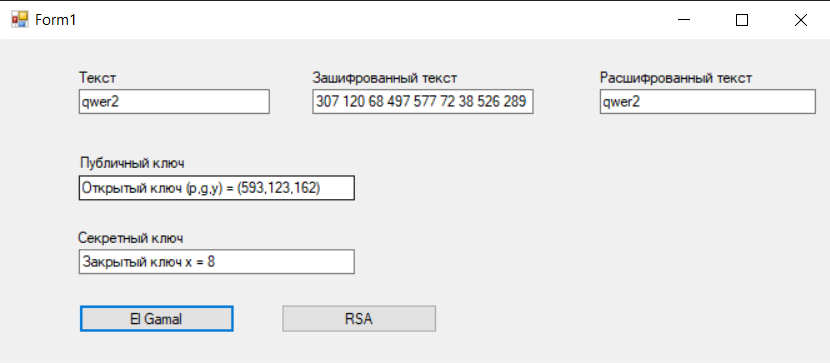 Form1
Текст
Зашифрованный текст
Расшифрованный текст
qwer2
307 120 68 497 577 72 38 526 289
qwer2
Публичный ключ
Открытый ключ (p,g,y) = (593,123,162)
Секретный ключ
Закрытый ключ x = 8
El Gamal
RSA